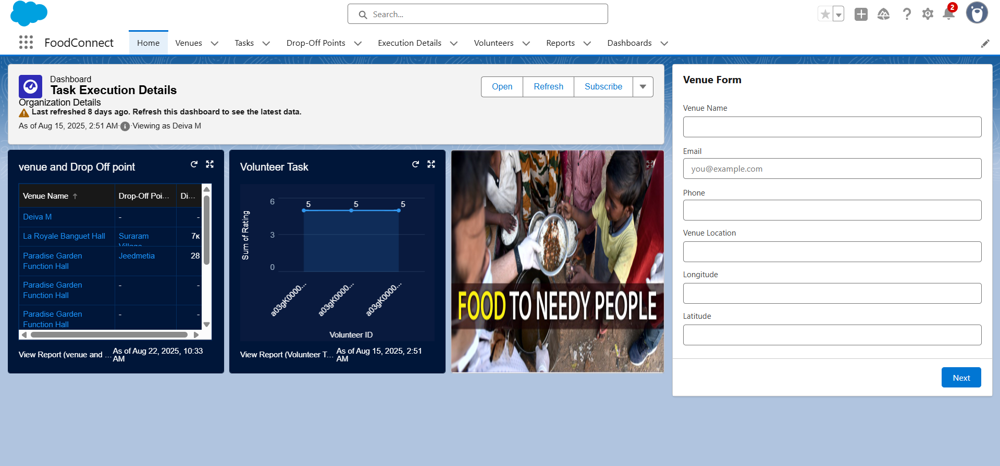 Search...
2
FoodConnect
Home
Venues
Tasks
Drop-Off Points
Execution Details
Volunteers
Reports
Dashboards
Dashboard
Task Execution Details
Organization Details
Last refreshed 8 days ago. Refresh this dashboard to see the latest data.
As of Aug 15, 2025, 2:51 AM·
·Viewing as Deiva M
Open
Refresh
Subscribe
venue and Drop Off point
Venue Name
Drop-Off Poi...
Di...
Deiva M
-
-
La Royale Banguet Hall
Suraram
Village
7K
Paradise Garden
Function Hall
Jeedmetia
28
Paradise Garden
Function Hall
-
-
Paradise Garden
Function Hall
-
-
View Report (venue and ...
As of Aug 22, 2025, 10:33
AM
Volunteer Task
Sum of Rating
6
3
0
5
5
5
a03gK0000...
a03gK0000...
a03gK0000...
Volunteer ID
View Report (Volunteer T...
As of Aug 15, 2025, 2:51
AM
FOOD TO NEEDY PEOPLE
Venue Form
Venue Name
Email
you@example.com
Phone
Venue Location
Longitude
Latitude
Next